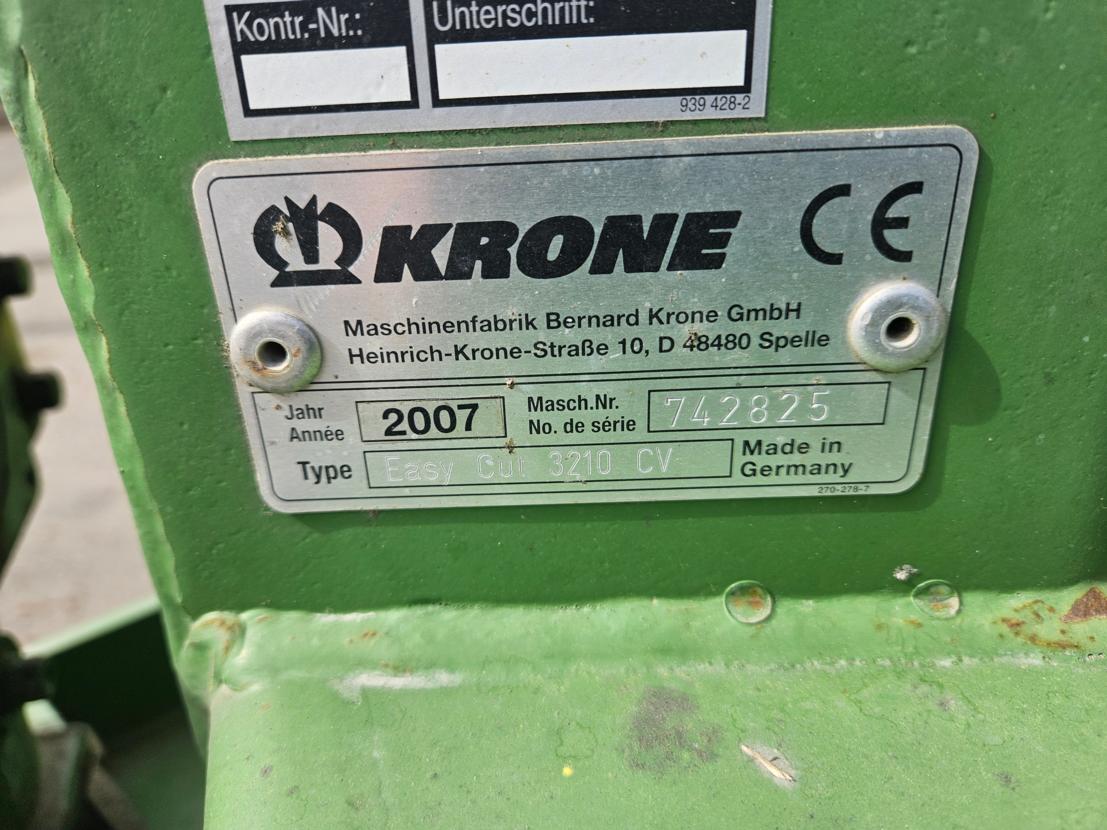 Kontr.-Nr.: Unterschrift:
939 428-2
KRONE CE
Maschinenfabrik Bernard Krone GmbH
Heinrich-Krone-Straße 10, D 48480 Spelle
Jahr
Année
2007
Masch.Nr.
No. de série
742825
Type Easy Cut 3210 CV
Made in
Germany
270-278-7